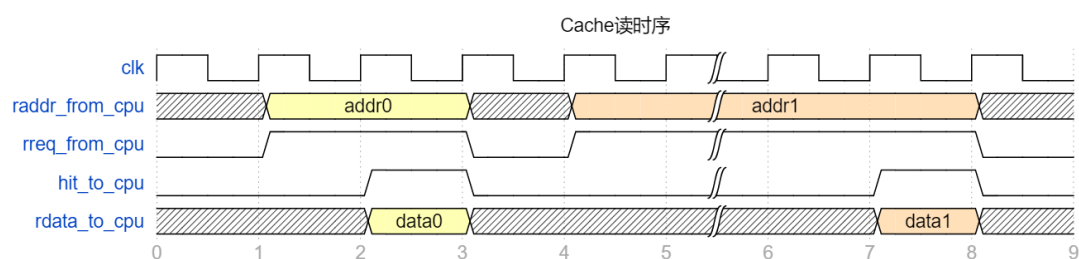 Cache读时序
clk
raddr_from_cpu addr0 addr1
rreq_from_cpu
hit_to_cpu
rdata_to_cpu data0 data1
0 1 2 3 4 5 6 7 8 9